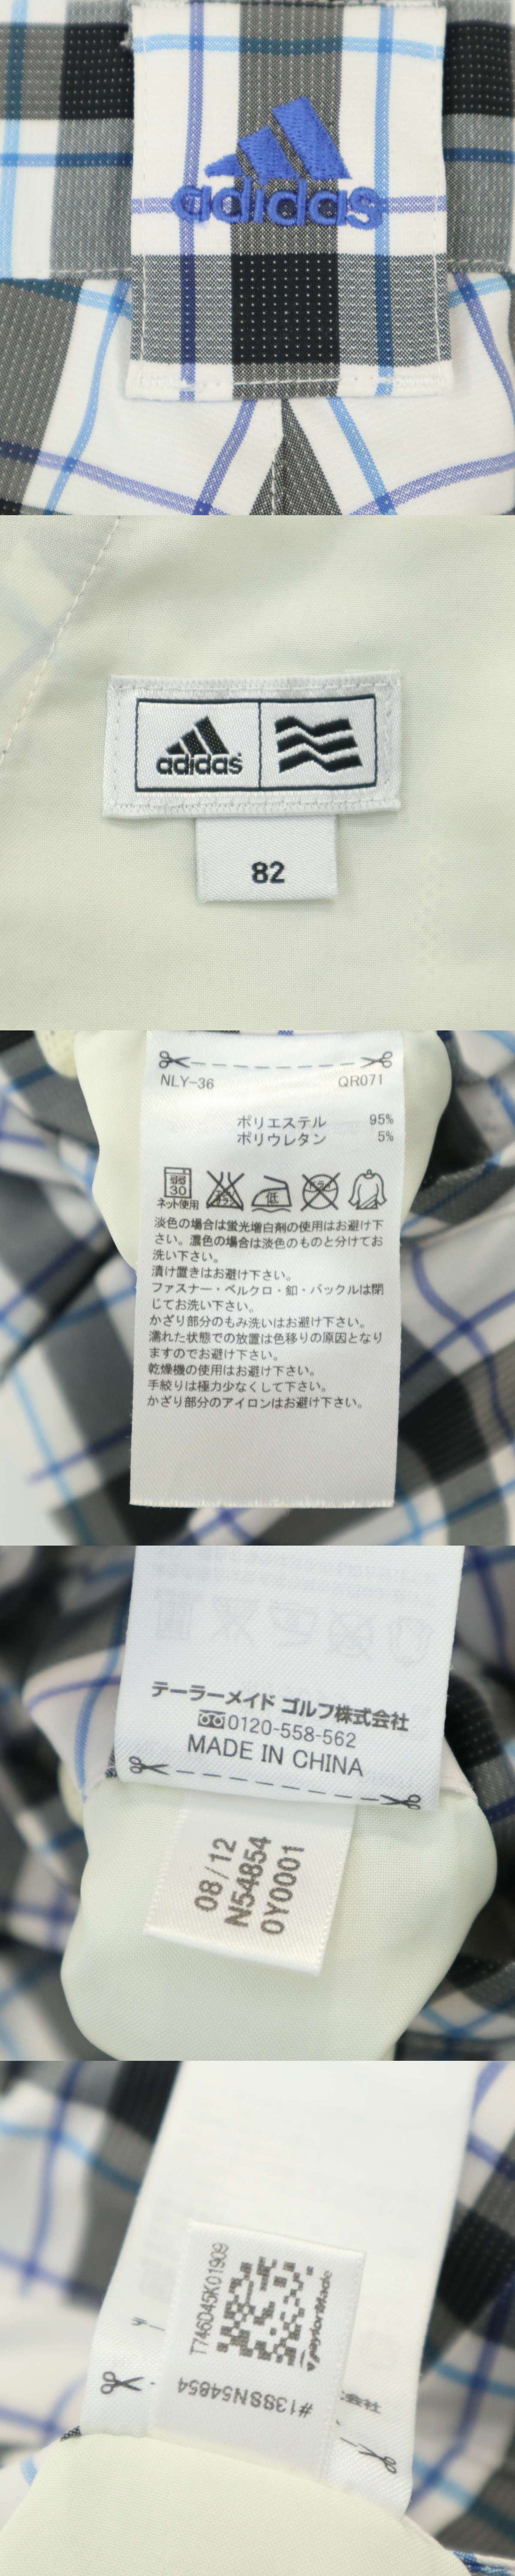 adidas
adidas
82
NLY-36
QR071
ポリエステル 95%
ポリウレタン 5%
30
ネット使用
低
淡色の場合は蛍光増白剤の使用はお避け下
さい。濃色の場合は淡色のものと分けてお
洗い下さい。
漬け置きはお避け下さい。
ファスナー・ベルクロ・釦・バックルは閉
じてお洗い下さい。
かざり部分のもみ洗いはお避け下さい。
濡れた状態での放置は色移りの原因となり
ますのでお避け下さい。
乾燥機の使用はお避け下さい。
手絞りは極力少なくして下さい。
かざり部分のアイロンはお避け下さい。
テーラーメイド ゴルフ株式会社
0120-558-562
MADE IN CHINA
08/12
N54854
0Y0001
T746D45K01909
TaylorMade
#13SSN54854
会社